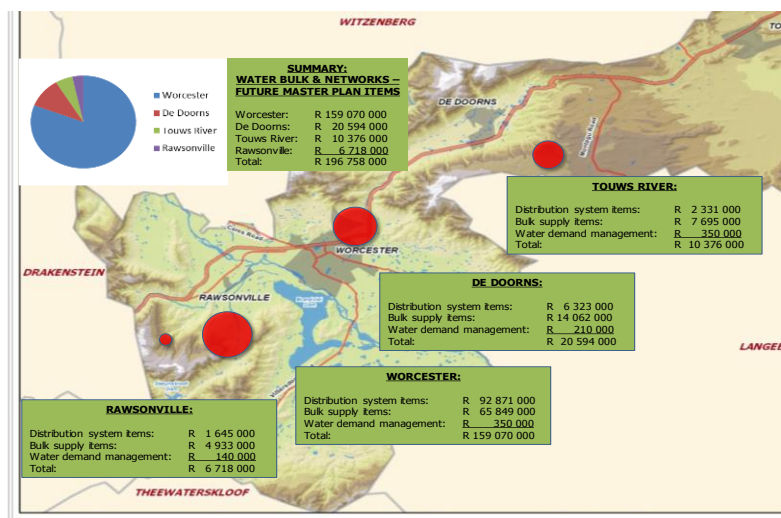 WITZENBERG
TO
Worcester
De Doorns
Touws River
Rawsonville
SUMMARY:
WATER BULK & NETWORKS –
FUTURE MASTER PLAN ITEMS
Worcester: R 159 070 000
De Doorns: R 20 594 000
Touws River: R 10 376 000
Rawsonville: R 6 718 000
Total: R 196 758 000
DE DOORNS
TOUWS RIVER:
Distribution system items: R 2 331 000
Bulk supply items: R 7 695 000
Water demand management: R 350 000
Total: R 10 376 000
Ceres Road
WORCESTER
DRAKENSTEIN
RAWSONVILLE
DE DOORNS:
Distribution system items: R 6 323 000
Bulk supply items: R 14 062 000
Water demand management: R 210 000
Total: R 20 594 000
LANGEB
WORCESTER:
Distribution system items: R 92 871 000
Bulk supply items: R 65 849 000
Water demand management: R 350 000
Total: R 159 070 000
RAWSONVILLE:
Distribution system items: R 1 645 000
Bulk supply items: R 4 933 000
Water demand management: R 140 000
Total: R 6 718 000
THEEWATERSKLOOF